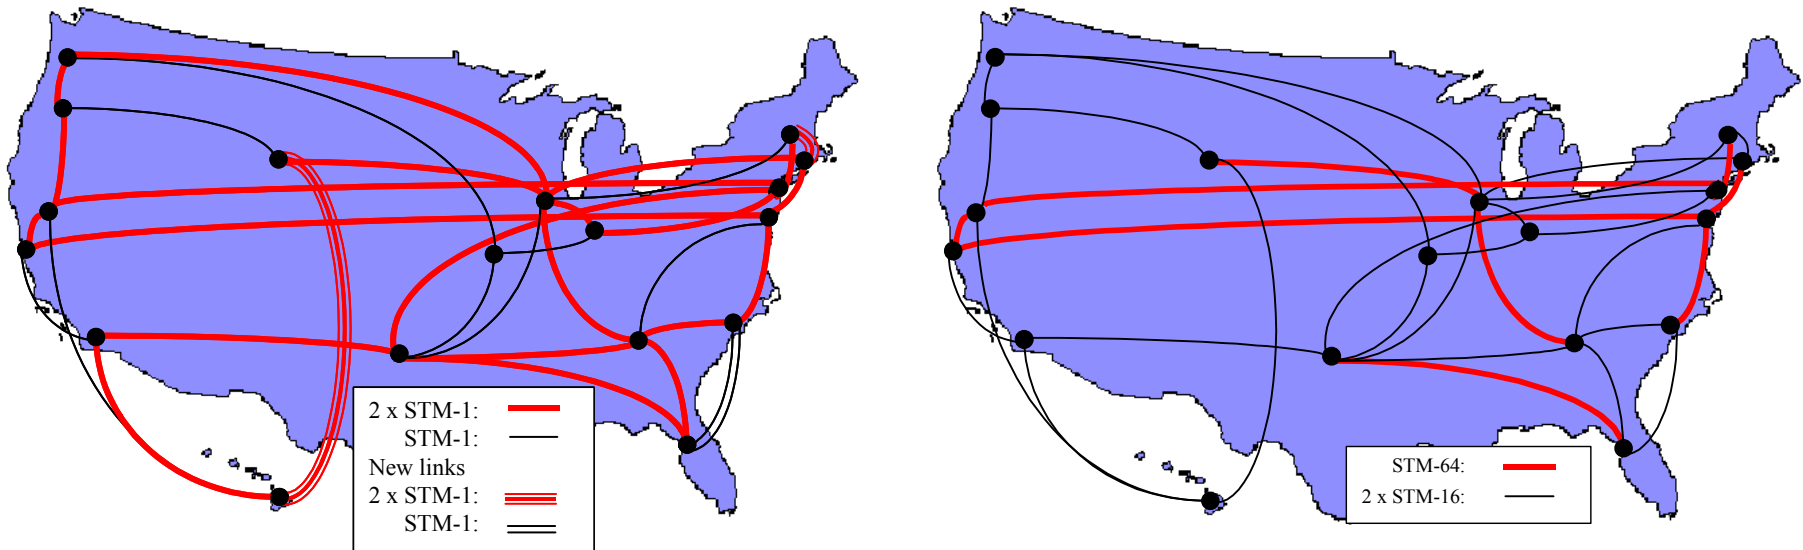 2 x STM-1:
STM-1:
New links
2 x STM-1:
STM-1:
STM-64:
2 x STM-16: